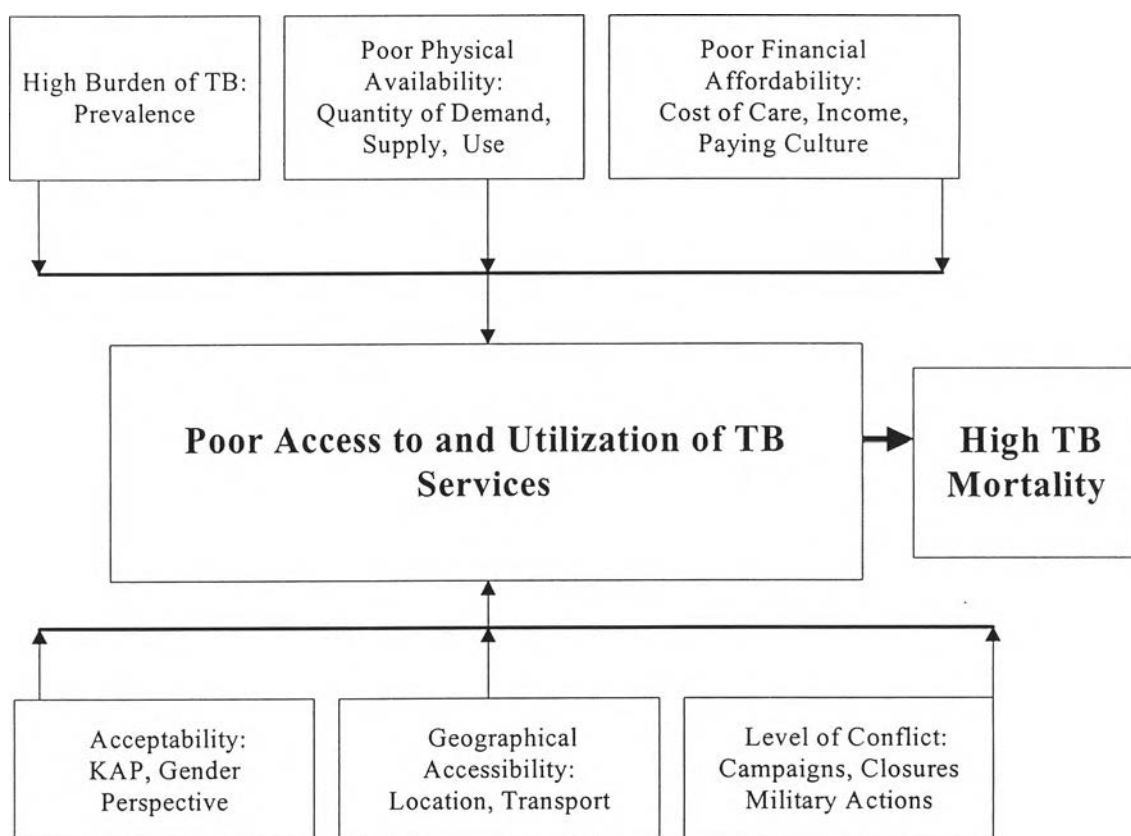 High Burden of TB:
Prevalence
Poor Physical
Availability:
Quantity of Demand,
Supply, Use
Poor Financial
Affordability:
Cost of Care, Income,
Paying Culture
Poor Access to and Utilization of TB
Services
High TB
Mortality
Acceptability:
KAP, Gender
Perspective
Geographical
Accessibility:
Location, Transport
Level of Conflict:
Campaigns, Closures
Military Actions